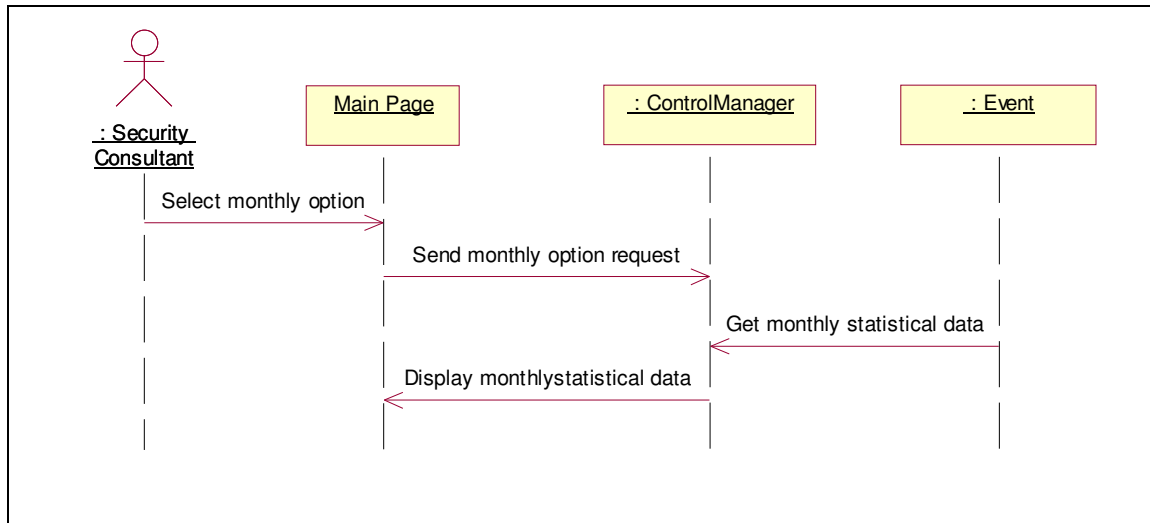 : Security
Consultant
Main Page
: ControlManager
: Event
Select monthly option
Send monthly option request
Get monthly statistical data
Display monthlystatistical data